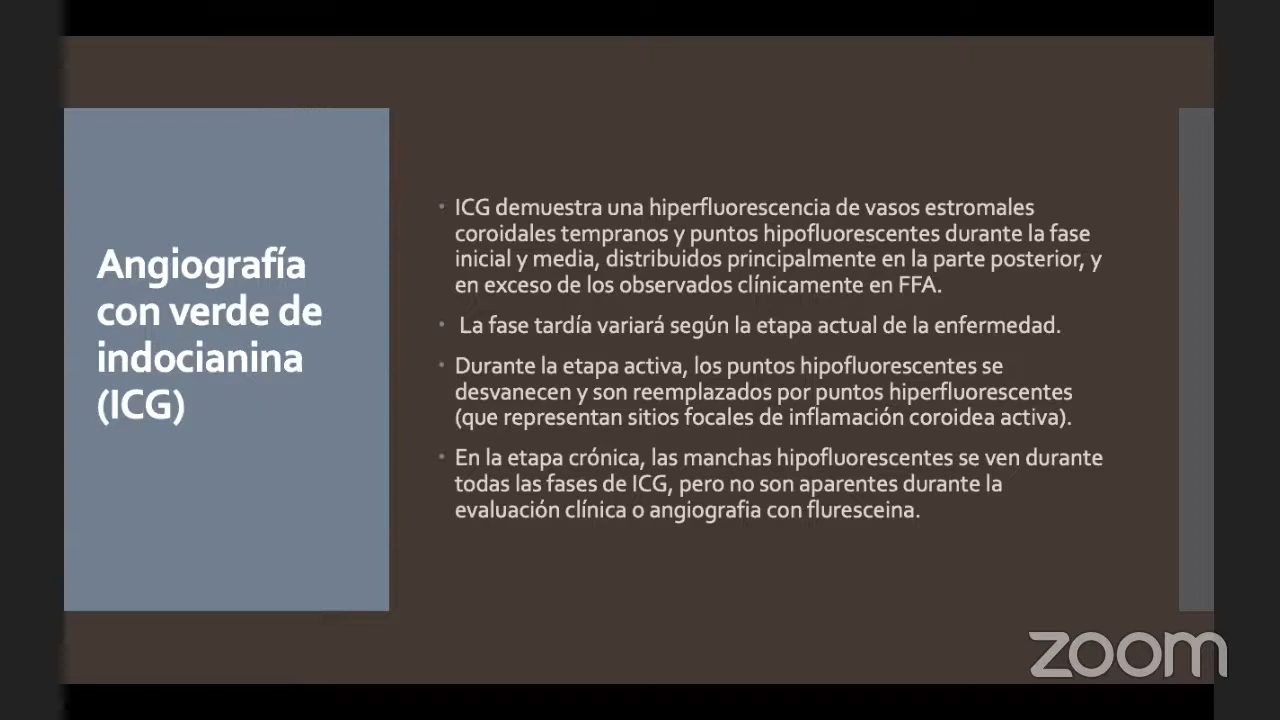 Angiografía
con verde de
indocianina
(ICG)
• ICG demuestra una hiperfluorescencia de vasos estromales
coroidales tempranos y puntos hipofluorescentes durante la fase
inicial y media, distribuidos principalmente en la parte posterior, y
en exceso de los observados clínicamente en FFA.
• La fase tardía variará según la etapa actual de la enfermedad.
• Durante la etapa activa, los puntos hipofluorescentes se
desvanecen y son reemplazados por puntos hiperfluorescentes
(que representan sitios focales de inflamación coroidea activa).
• En la etapa crónica, las manchas hipofluorescentes se ven durante
todas las fases de ICG, pero no son aparentes durante la
evaluación clínica o angiografia con fluresceina.
zoom